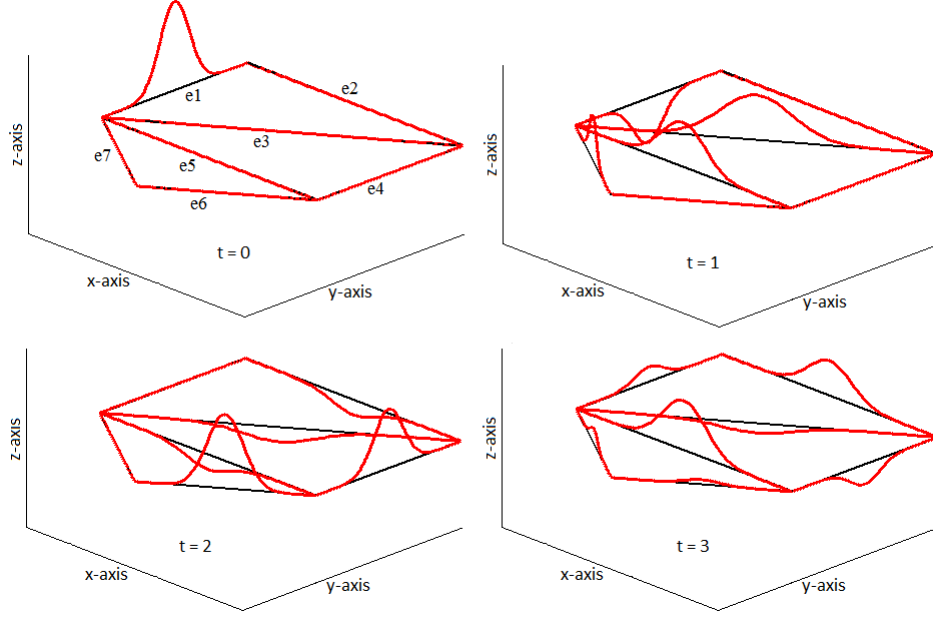 e1
e2
e3
e5
e7
e4
e6
z-axis
t = 0
x-axis
y-axis
z-axis
t = 1
x-axis
y-axis
z-axis
t = 2
x-axis
y-axis
z-axis
t = 3
x-axis
y-axis